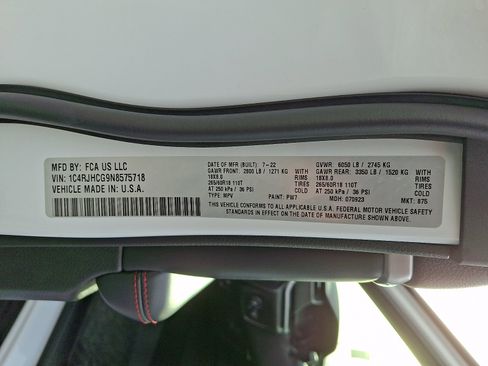 MFD BY: FCA US LLC
VIN: 1C4RJHCG9N8575718
VEHICLE MADE IN: U.S.A.
DATE OF MFR (BUILT): 7-22
GAWR FRONT: 2800 LB / 1271 KG WITH
18X8.0 RIMS
265/60R18 110T TIRES
AT 250 kPa / 36 PSI COLD
TYPE: MPV PAINT: PW7
GVWR: 6050 LB / 2745 KG
GAWR REAR: 3350 LB / 1520 KG WITH
18X8.0 RIMS
265/60R18 110T TIRES
AT 250 kPa / 36 PSI COLD
MDH: 070923 MKT: 875
THIS VEHICLE CONFORMS TO ALL APPLICABLE U.S.A. FEDERAL MOTOR VEHICLE SAFETY
STANDARDS IN EFFECT ON THE DATE OF MANUFACTURE SHOWN ABOVE.